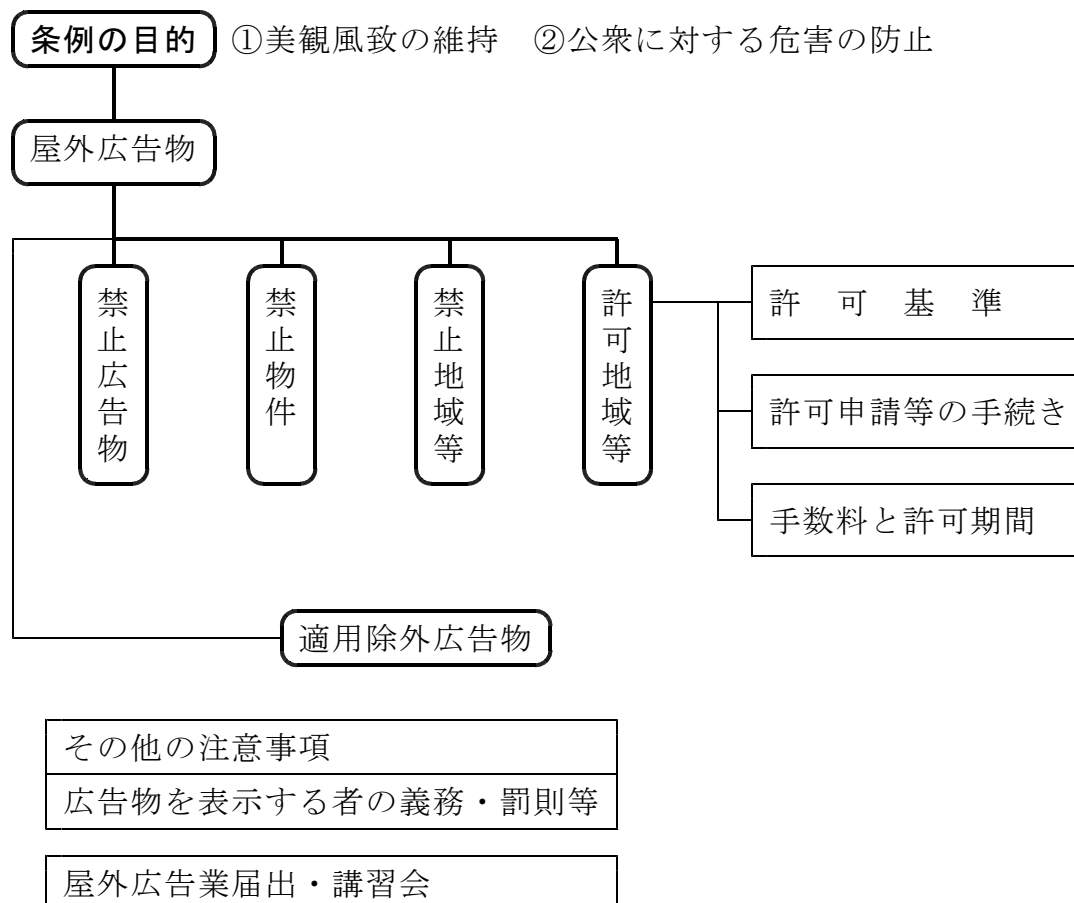 条例の目的 ①美観風致の維持　②公衆に対する危害の防止
屋外広告物
禁止広告物
禁止物件
禁止地域等
許可地域等
許　可　基　準
許可申請等の手続き
手数料と許可期間
適用除外広告物
その他の注意事項
広告物を表示する者の義務・罰則等
屋外広告業届出・講習会